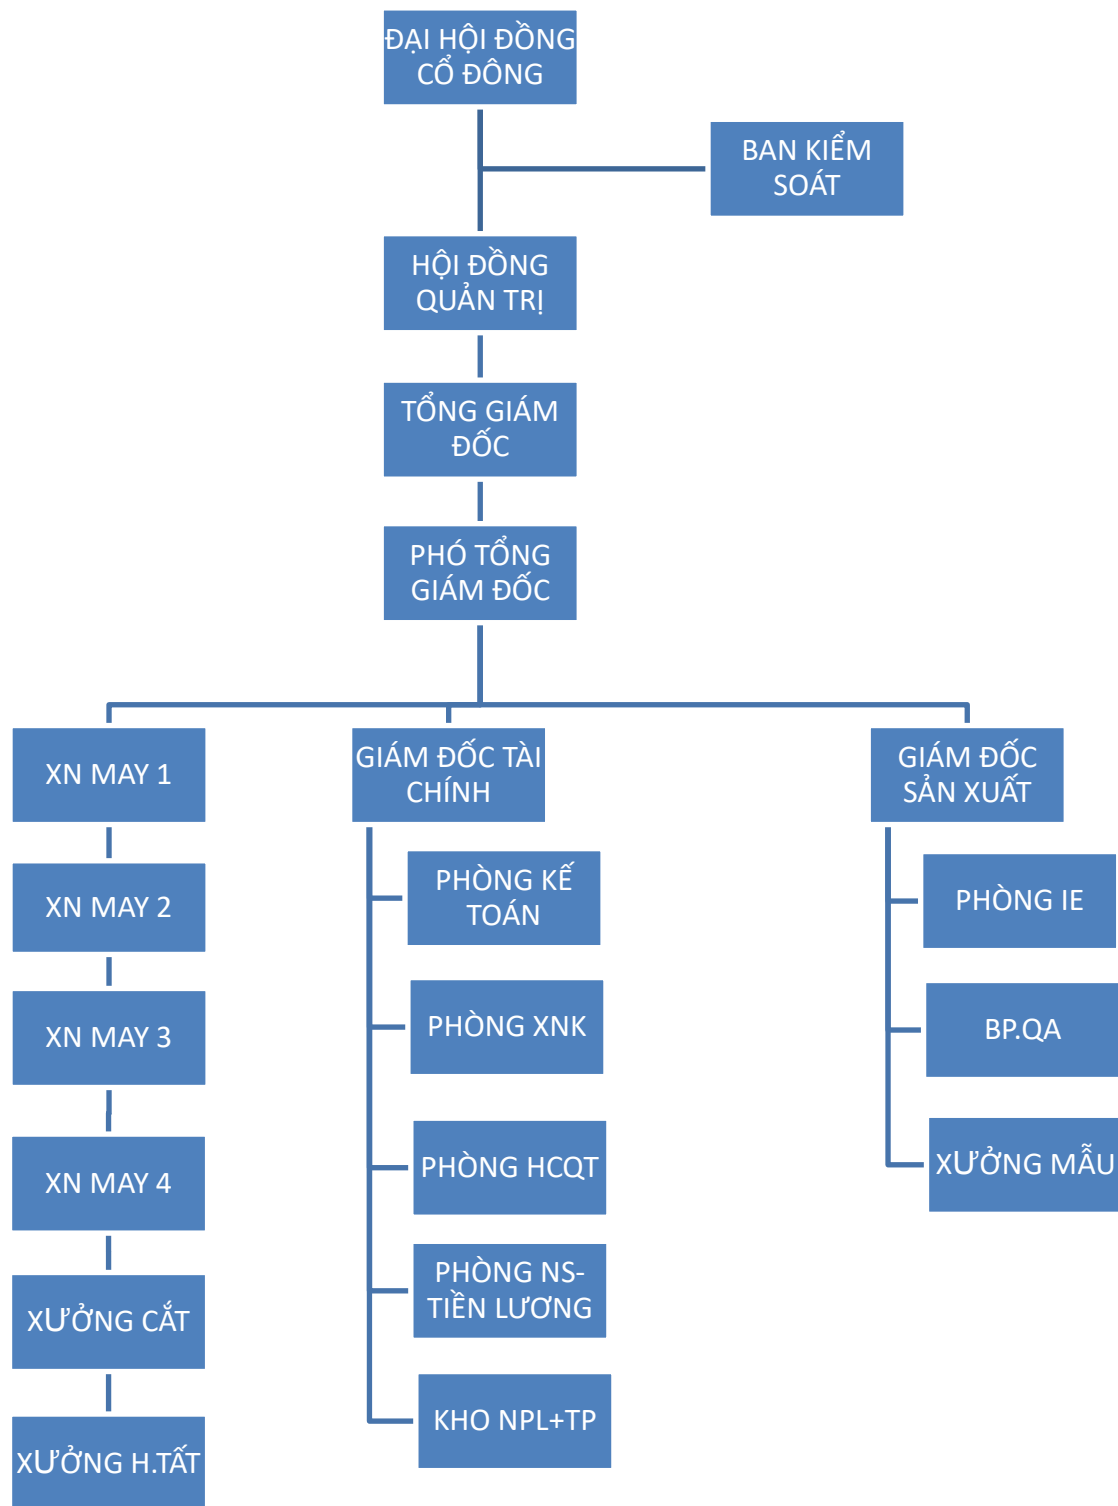 ĐẠI HỘI ĐỒNG
CỔ ĐÔNG
BAN KIỂM
SOÁT
HỘI ĐỒNG
QUẢN TRỊ
TỔNG GIÁM
ĐỐC
PHÓ TỔNG
GIÁM ĐỐC
XN MAY 1
XN MAY 2
XN MAY 3
XN MAY 4
XƯỞNG CẮT
XƯỞNG H.TẤT
GIÁM ĐỐC TÀI
CHÍNH
PHÒNG KẾ
TOÁN
PHÒNG XNK
PHÒNG HCQT
PHÒNG NS-
TIỀN LƯƠNG
KHO NPL+TP
GIÁM ĐỐC
SẢN XUẤT
PHÒNG IE
BP.QA
XƯỞNG MẪU